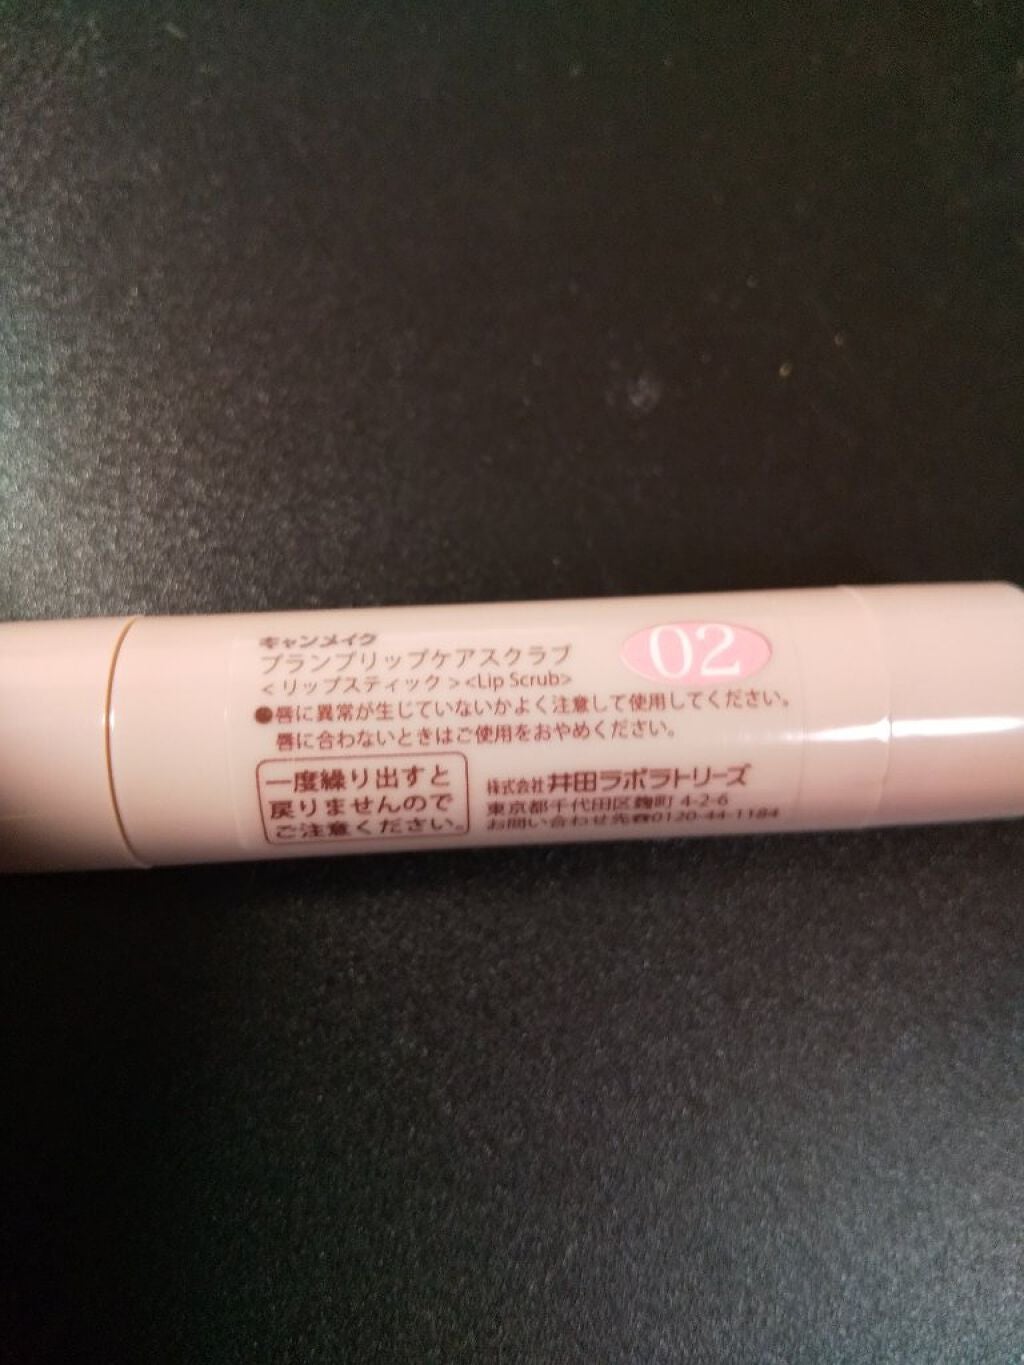 キャンメイク
プランプリップケアスクラブ
02
<リップスティック><Lip Scrub>
●唇に異常が生じていないかよく注意して使用してください。
唇に合わないときはご使用をおやめください。
一度繰り出すと
戻りませんので
ご注意ください。
株式会社 井田ラボラトリーズ
東京都千代田区麹町 4-2-6
お問い合わせ先☎0120-44-1184